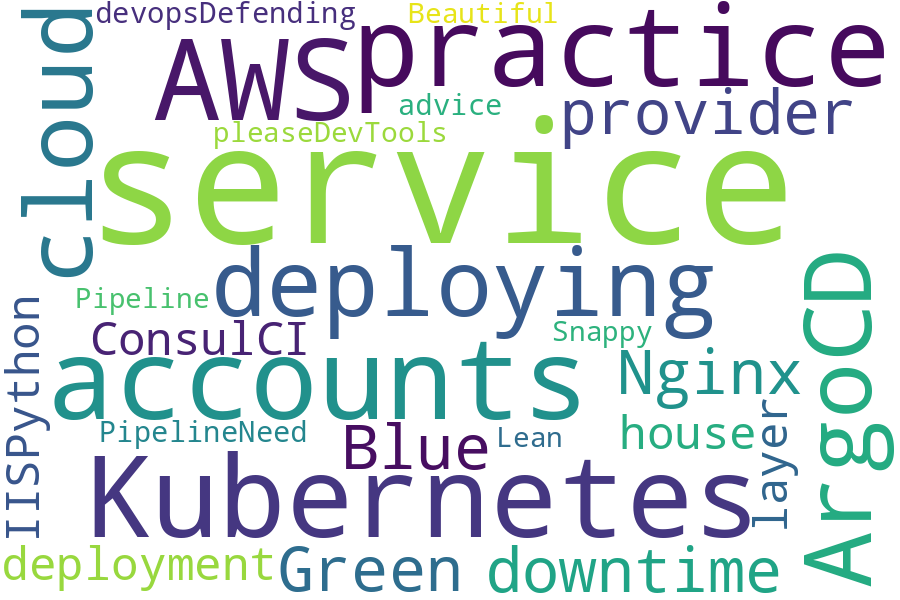 devopsDefending
Beautiful
cloud
AWS
practice
advice
provider
pleaseDevTools
service
deploying
ArgoCD
Pipeline
IISPython
ConsulCI
Snappy
accounts
Nginx
layer
PipelineNeed
Blue
Lean
house
Kubernetes
deployment
Green
downtime